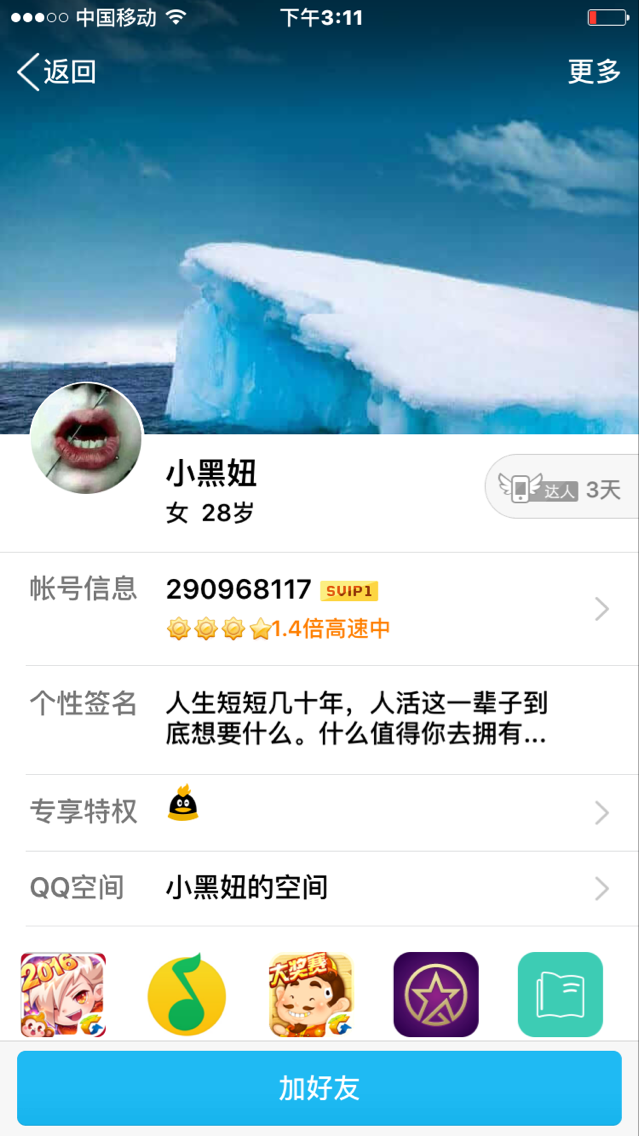 中国移动
下午3:11
返回
更多
小黑妞
女 28岁
达人 3天
帐号信息
290968117 SVIP1
1.4倍高速中
个性签名
人生短短几十年，人活这一辈子到
底想要什么。什么值得你去拥有...
专享特权
QQ空间
小黑妞的空间
2016
大奖赛
加好友